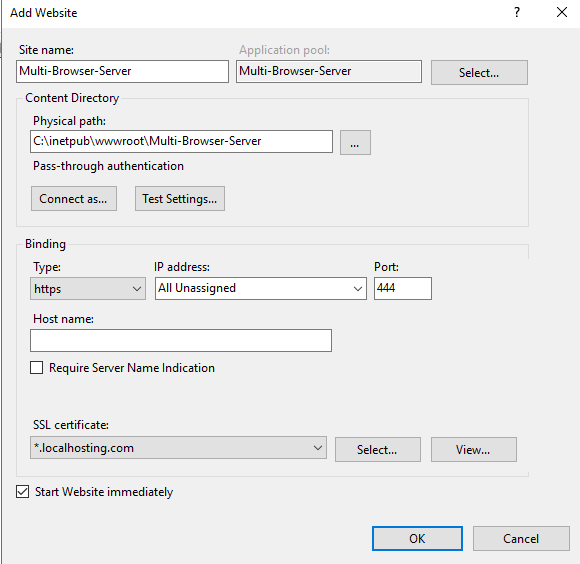 Add Website
?
Site name: Application pool:
Multi-Browser-Server Multi-Browser-Server Select...
Content Directory
Physical path:
C:\inetpub\wwwroot\Multi-Browser-Server ...
Pass-through authentication
Connect as... Test Settings...
Binding
Type: IP address: Port:
https All Unassigned 444
Host name:
Require Server Name Indication
SSL certificate:
*.localhosting.com Select... View...
Start Website immediately
OK Cancel